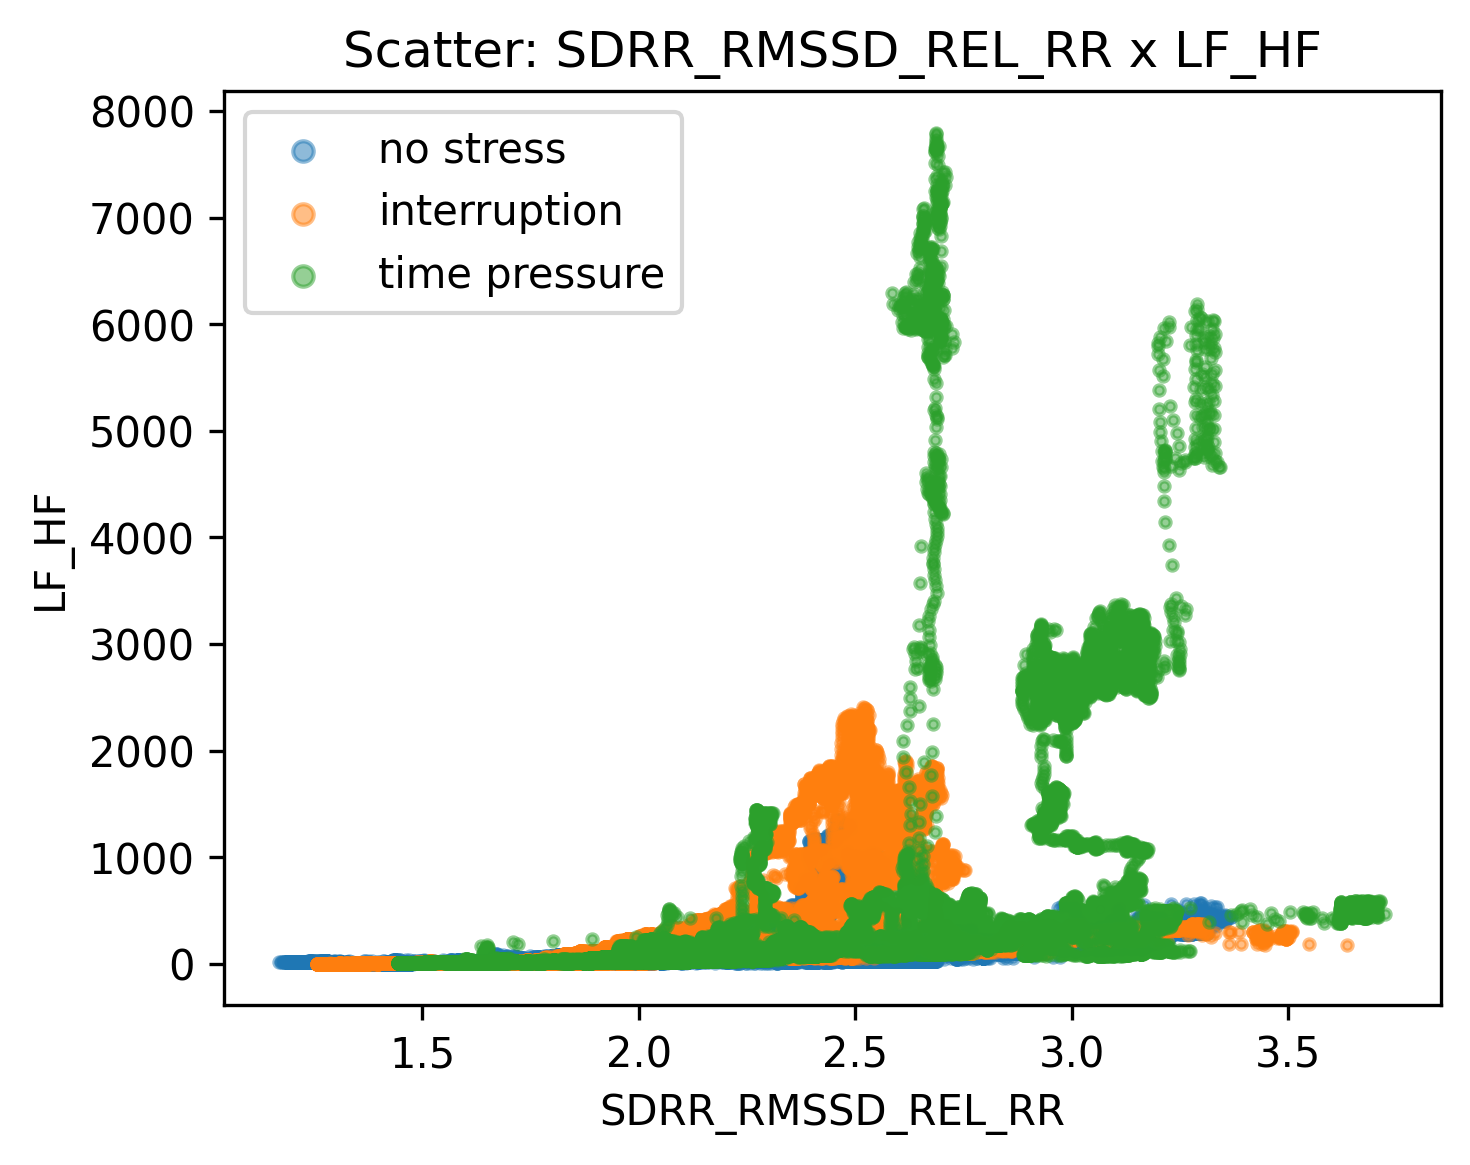 Scatter: SDRR_RMSSD_REL_RR x LF_HF
no stress
interruption
time pressure
LF_HF
8000
7000
6000
5000
4000
3000
2000
1000
0
1.5 2.0 2.5 3.0 3.5
SDRR_RMSSD_REL_RR